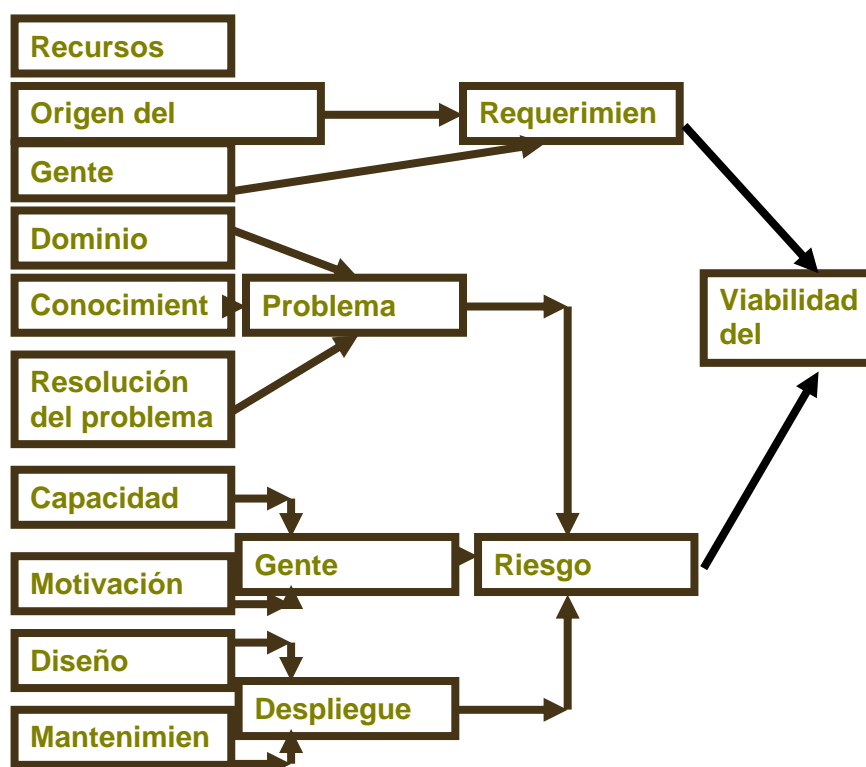 Recursos
Origen del
Requerimien
Gente
Dominio
Conocimient
Problema
Viabilidad
del
Resolución
del problema
Capacidad
Gente
Riesgo
Motivación
Diseño
Despliegue
Mantenimien